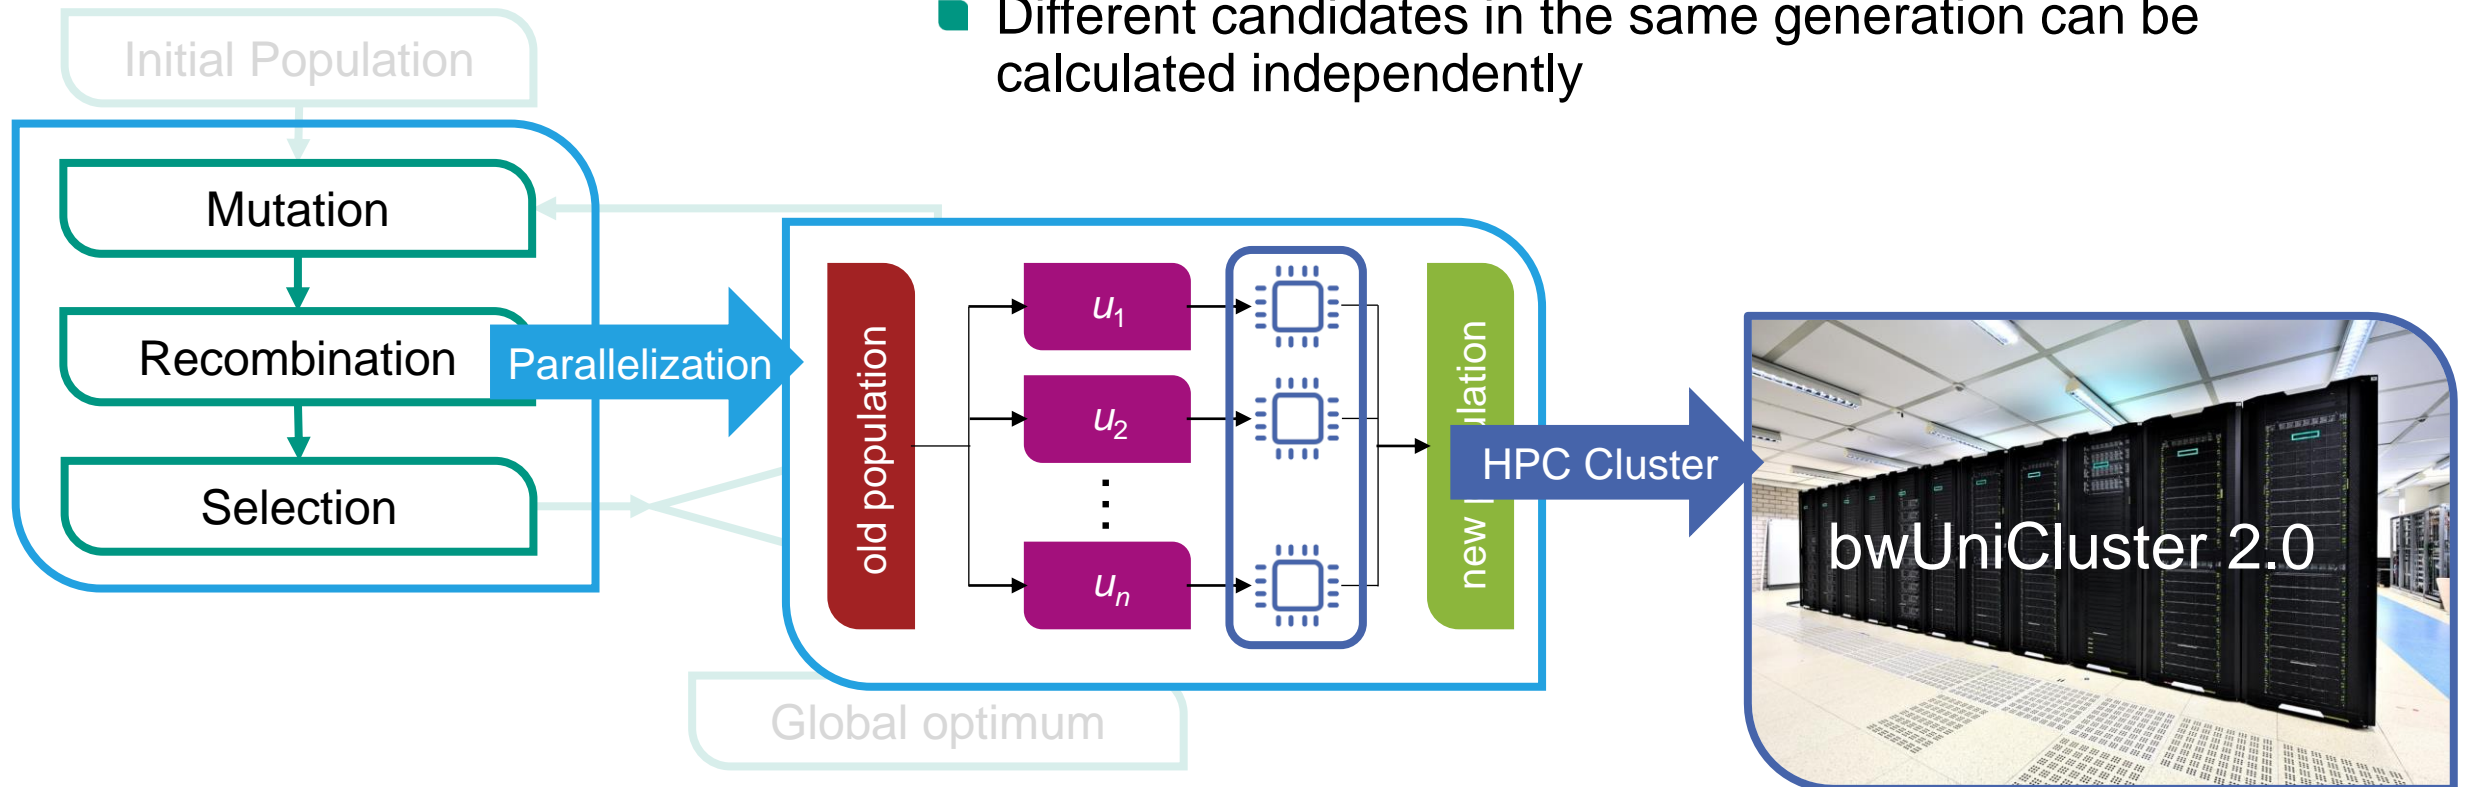 Different candidates in the same generation can be
calculated independently
Initial Population
Mutation
Recombination
Selection
Parallelization
old population
u1
u2
⋮
un
new ulation
HPC Cluster
bwUniCluster 2.0
Global optimum